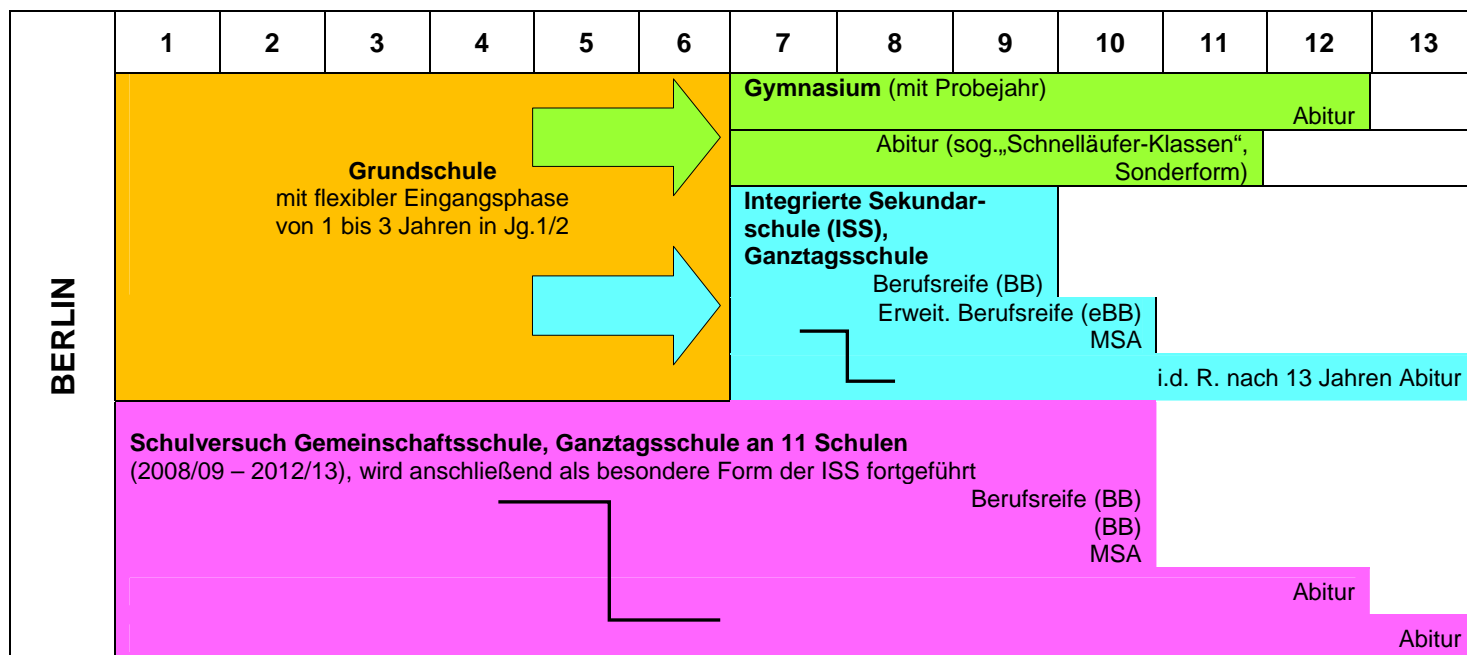 1 2 3 4 5 6 7 8 9 10 11 12 13
BERLIN
Grundschule
mit flexibler Eingangsphase
von 1 bis 3 Jahren in Jg.1/2
Gymnasium (mit Probejahr)
Abitur
Abitur (sog.„Schnelläufer-Klassen“,
Sonderform)
Integrierte Sekundar-
schule (ISS),
Ganztagsschule
Berufsreife (BB)
Erweit. Berufsreife (eBB)
MSA
i.d. R. nach 13 Jahren Abitur
Schulversuch Gemeinschaftsschule, Ganztagsschule an 11 Schulen
(2008/09 – 2012/13), wird anschließend als besondere Form der ISS fortgeführt
Berufsreife (BB)
(BB)
MSA
Abitur
Abitur